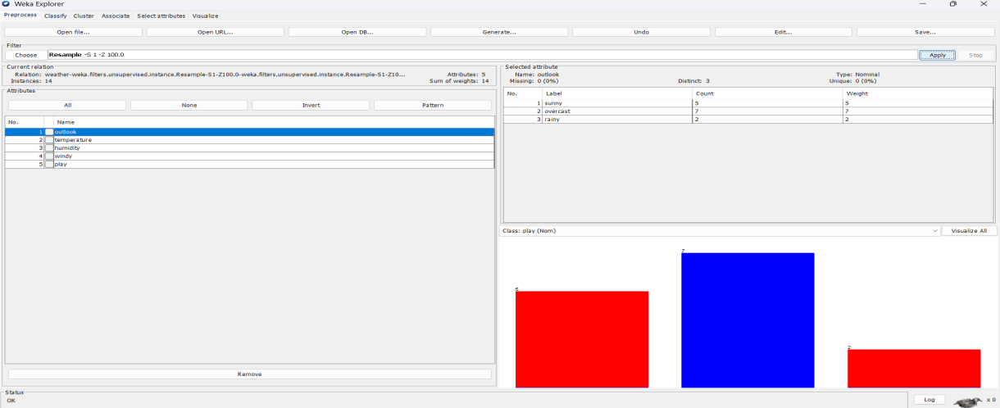 Weka Explorer
Preprocess Classify Cluster Associate Select attributes Visualize
Open file... Open URL... Open DB... Generate... Undo Edit... Save...
Filter
Choose Resample -S 1 -Z 100.0 Apply Stop
Current relation
Relation: weather-weka.filters.unsupervised.instance.Resample-S1-Z100.0-weka.filters.unsupervised.instance.Resample-S1-Z10... Attributes: 5
Instances: 14 Sum of weights: 14
Attributes
All None Invert Pattern
No. Name
1 outlook
2 temperature
3 humidity
4 windy
5 play
Remove
Selected attribute
Name: outlook Type: Nominal
Missing: 0 (0%) Distinct: 3 Unique: 0 (0%)
No. Label Count Weight
1 sunny 5 5
2 overcast 7 7
3 rainy 2 2
Class: play (Nom) Visualize All
7
5
2
Status
OK Log x 0